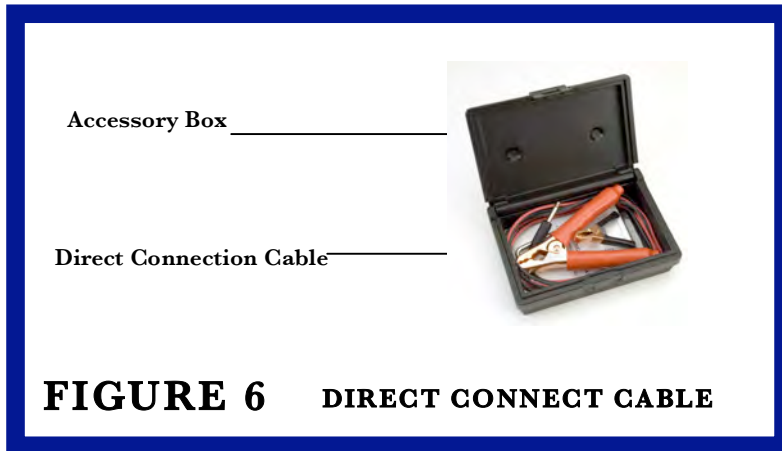 Accessory Box
Direct Connection Cable
FIGURE 6 DIRECT CONNECT CABLE